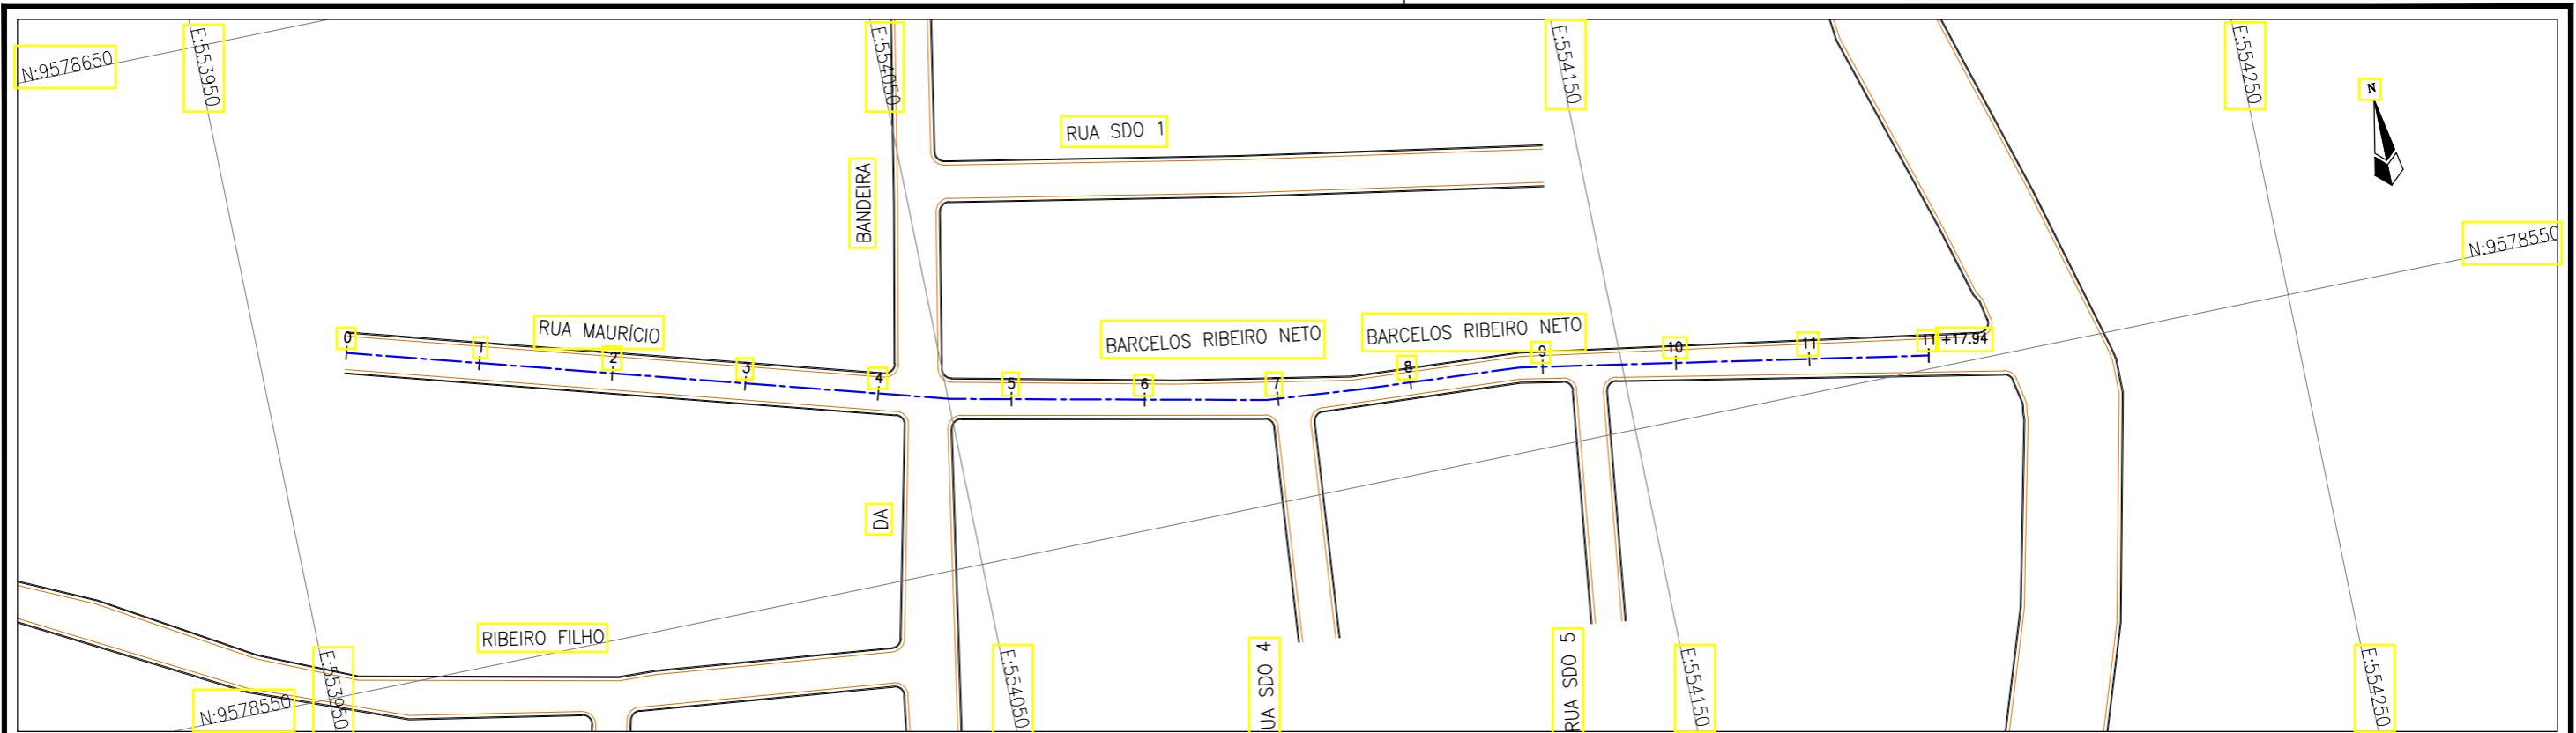 N:9578650
E:553950
E:554050
E:554150
E:554250
N
RUA SDO 1
BANDEIRA
N:9578550
RUA MAURÍCIO
BARCELOS RIBEIRO NETO
BARCELOS RIBEIRO NETO
0
1
2
3
4
5
6
7
8
9
10
11
11 +17.94
DA
RIBEIRO FILHO
N:9578550
E:553950
E:554050
UA SDO 4
RUA SDO 5
E:554150
E:554250